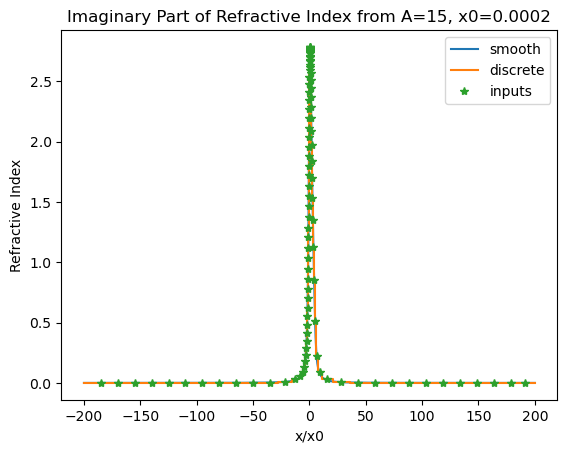 Imaginary Part of Refractive Index from A=15, x0=0.0002
smooth
discrete
inputs
Refractive Index
2.5
2.0
1.5
1.0
0.5
0.0
−200 −150 −100 −50 0 50 100 150 200
x/x0